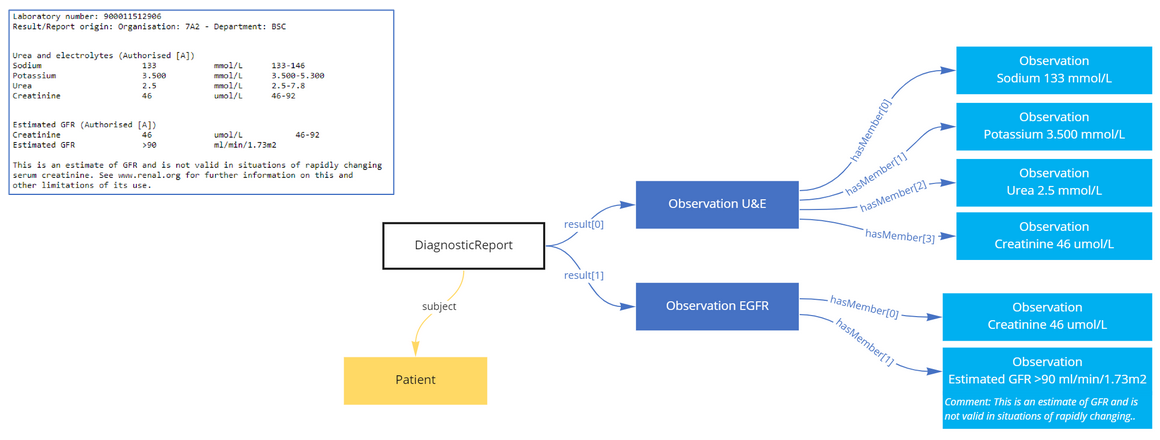 Laboratory number: 900011512906
Result/Report origin: Organisation: 7A2 - Department: BSC
Urea and electrolytes (Authorised [A])
Sodium 133 mmol/L 133-146
Potassium 3.500 mmol/L 3.500-5.300
Urea 2.5 mmol/L 2.5-7.8
Creatinine 46 umol/L 46-92
Estimated GFR (Authorised [A])
Creatinine 46 umol/L 46-92
Estimated GFR >90 ml/min/1.73m2
This is an estimate of GFR and is not valid in situations of rapidly changing
serum creatinine. See www.renal.org for further information on this and
other limitations of its use.
DiagnosticReport
subject
Patient
result[0]
result[1]
Observation U&E
hasMember[0]
hasMember[1]
hasMember[2]
hasMember[3]
Observation
Sodium 133 mmol/L
Observation
Potassium 3.500 mmol/L
Observation
Urea 2.5 mmol/L
Observation
Creatinine 46 umol/L
Observation EGFR
hasMember[0]
hasMember[1]
Observation
Creatinine 46 umol/L
Observation
Estimated GFR >90 ml/min/1.73m2
Comment: This is an estimate of GFR and is
not valid in situations of rapidly changing..